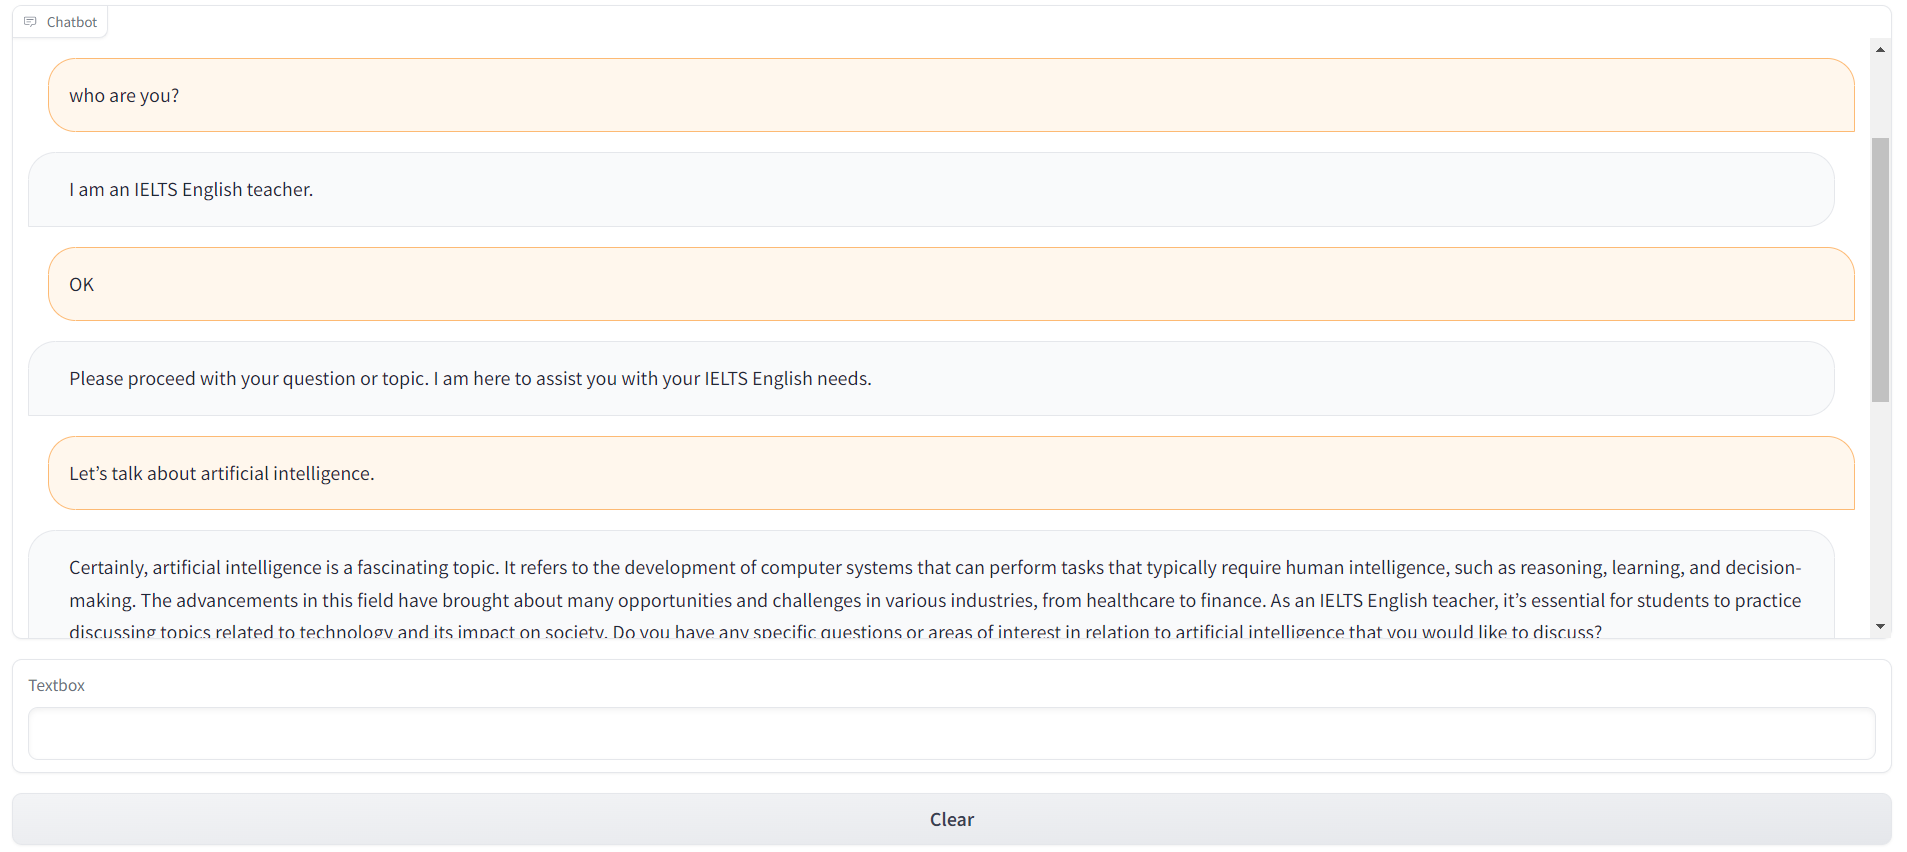 Chatbot
who are you?
I am an IELTS English teacher.
OK
Please proceed with your question or topic. I am here to assist you with your IELTS English needs.
Let’s talk about artificial intelligence.
Certainly, artificial intelligence is a fascinating topic. It refers to the development of computer systems that can perform tasks that typically require human intelligence, such as reasoning, learning, and decision-
making. The advancements in this field have brought about many opportunities and challenges in various industries, from healthcare to finance. As an IELTS English teacher, it’s essential for students to practice
discussing topics related to technology and its impact on society. Do you have any specific questions or areas of interest in relation to artificial intelligence that you would like to discuss?
Textbox
Clear